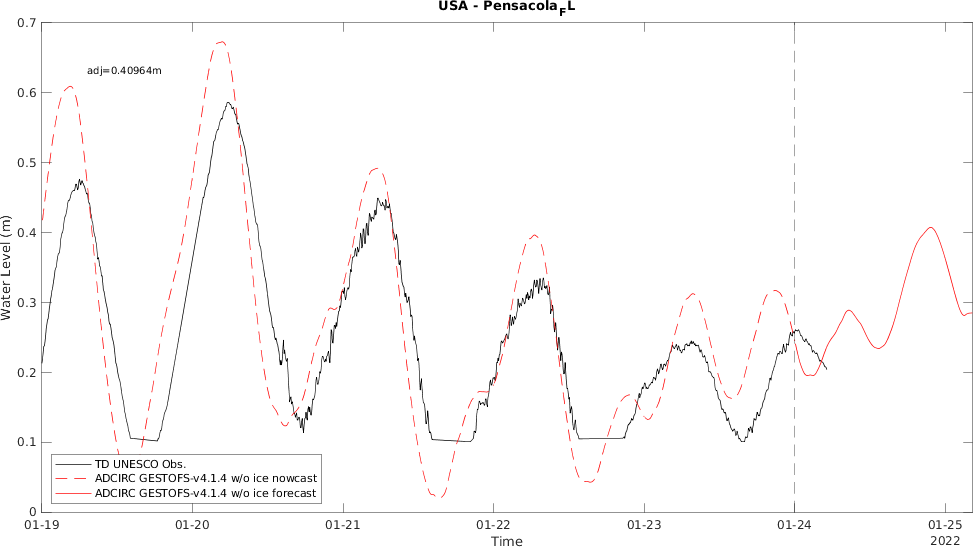 USA - Pensacola_FL
0.7
0.6
0.5
0.4
0.3
0.2
0.1
0
Water Level (m)
adj=0.40964m
TD UNESCO Obs.
ADCIRC GESTOFS-v4.1.4 w/o ice nowcast
ADCIRC GESTOFS-v4.1.4 w/o ice forecast
01-19 01-20 01-21 01-22 01-23 01-24 01-25
Time 2022